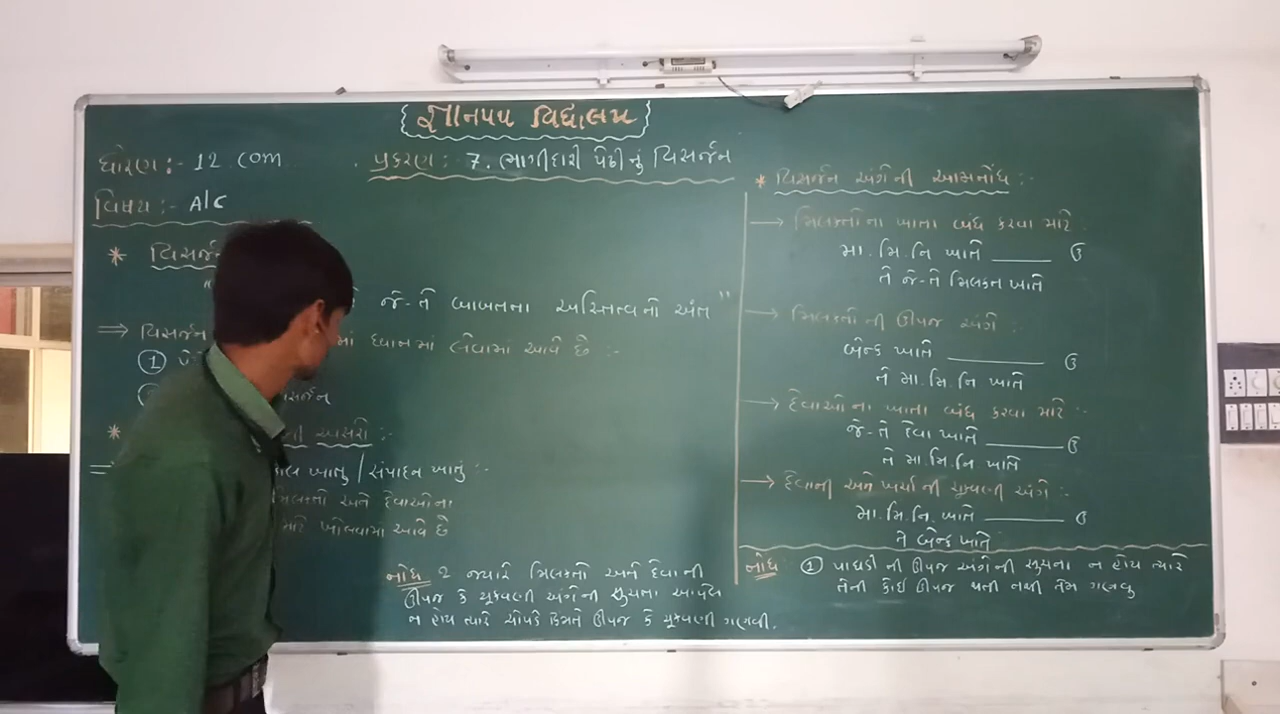 જ્ઞાનપથ વિદ્યાલય
ધોરણ :- 12 com
વિષય :- A/C
પ્રકરણ : 7. ભાગીદારી પેઢીનું વિસર્જન
* વિસર્જન
જે-તે બાબતના અસ્તિત્વનો અંત"
⇒ વિસર્જન માં ધ્યાનમાં લેવામાં આવે છે :-
①
* ની અસરો :-
⇒ માલ ખાતું / સંપાદન ખાતું :-
મિલકતો અને દેવાઓના
માટે ખોલવામાં આવે છે
નોંધ 2 જ્યારે મિલકતો અને દેવાની
ઊપજ કે ચૂકવણી અંગેની સુચના આપેલ
ન હોય ત્યારે ચોપડે કિંમતે ઊપજ કે ચૂકવણી ગણવી.
* વિસર્જન અંગેની આમનોંધ :-
→ મિલકતોના ખાતા બંધ કરવા માટે
મા. મિ. નિ ખાતે ______ ઉ
તે જે-તે મિલકત ખાતે
→ મિલકતો ની ઊપજ અંગે :
બેન્ક ખાતે ______ ઉ
તે મા. મિ. નિ ખાતે
→ દેવાઓ ના ખાતા બંધ કરવા માટે :-
જે-તે દેવા ખાતે ______ ઉ
તે મા. મિ. નિ ખાતે
→ દેવાની અને ખર્ચાની ચૂકવણી અંગે :-
મા. મિ. નિ. ખાતે ______ ઉ
તે બેન્ક ખાતે
નોંધ : ① પાઘડી ની ઊપજ અંગેની સુચના ન હોય ત્યારે
તેની કોઈ ઊપજ થતી નથી તેમ ગણવુ